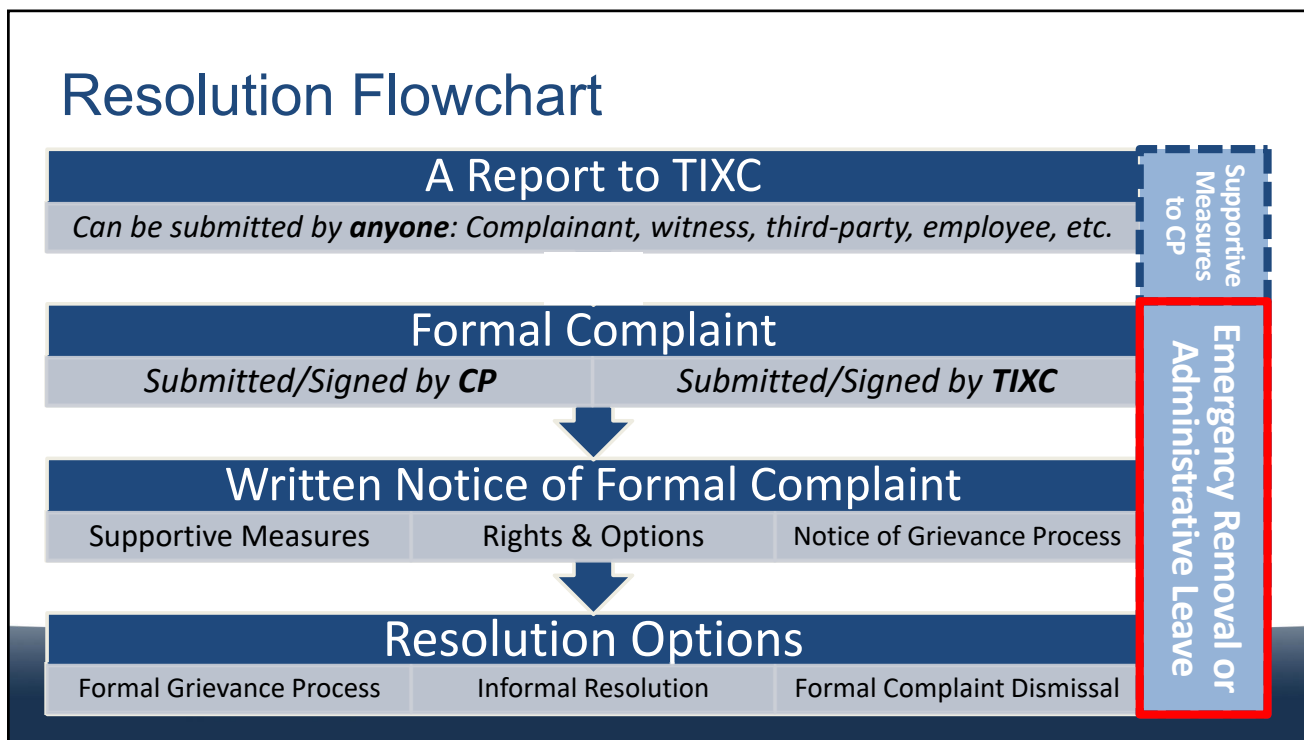 Resolution Flowchart
A Report to TIXC
Can be submitted by anyone: Complainant, witness, third-party, employee, etc.
Supportive
Measures
to CP
Formal Complaint
Submitted/Signed by CP
Submitted/Signed by TIXC
Written Notice of Formal Complaint
Supportive Measures
Rights & Options
Notice of Grievance Process
Resolution Options
Formal Grievance Process
Informal Resolution
Formal Complaint Dismissal
Emergency Removal or
Administrative Leave